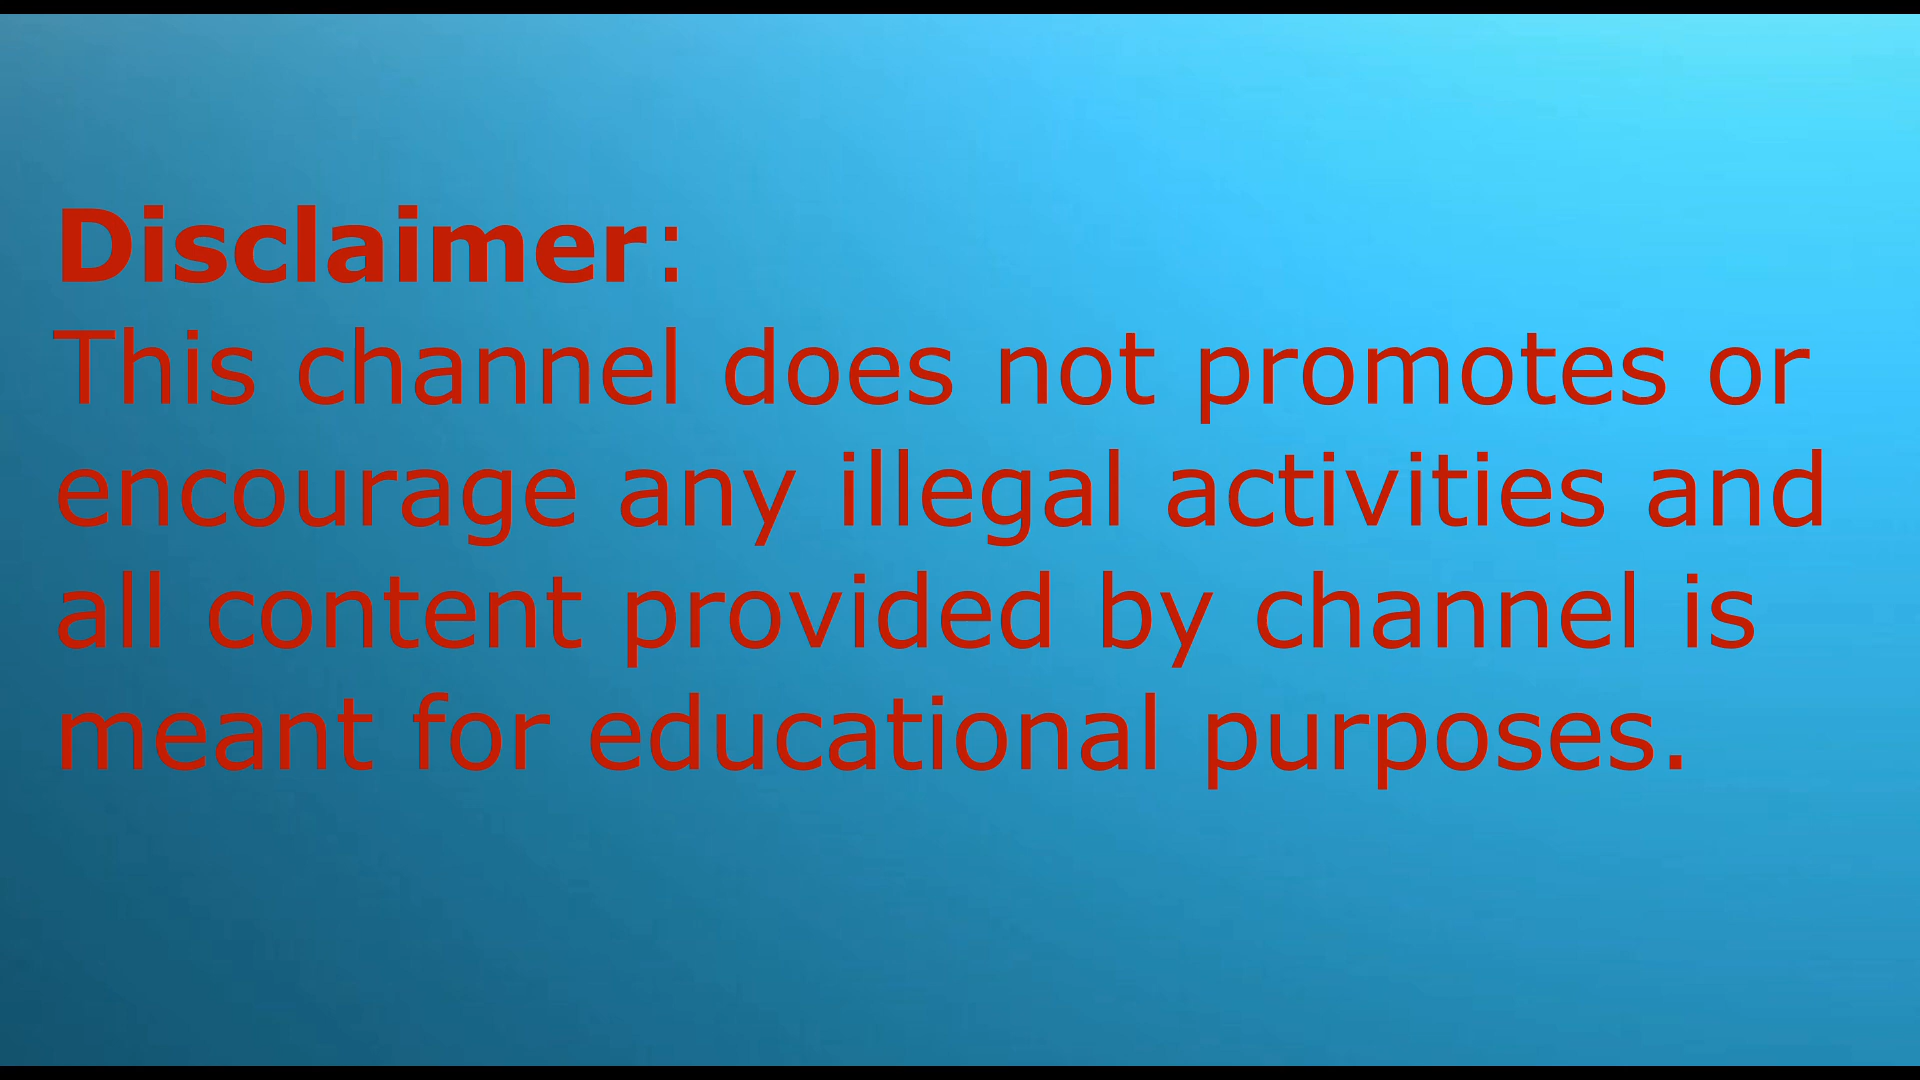 Disclaimer:
This channel does not promotes or
encourage any illegal activities and
all content provided by channel is
meant for educational purposes.